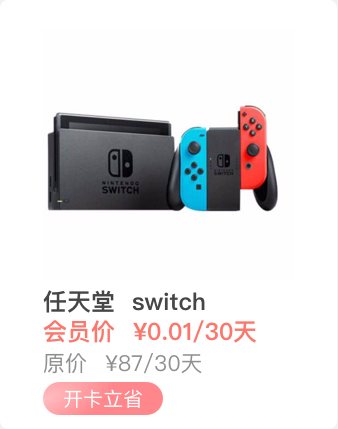 NINTENDO
SWITCH
任天堂 switch
会员价 ¥0.01/30天
原价 ¥87/30天
开卡立省